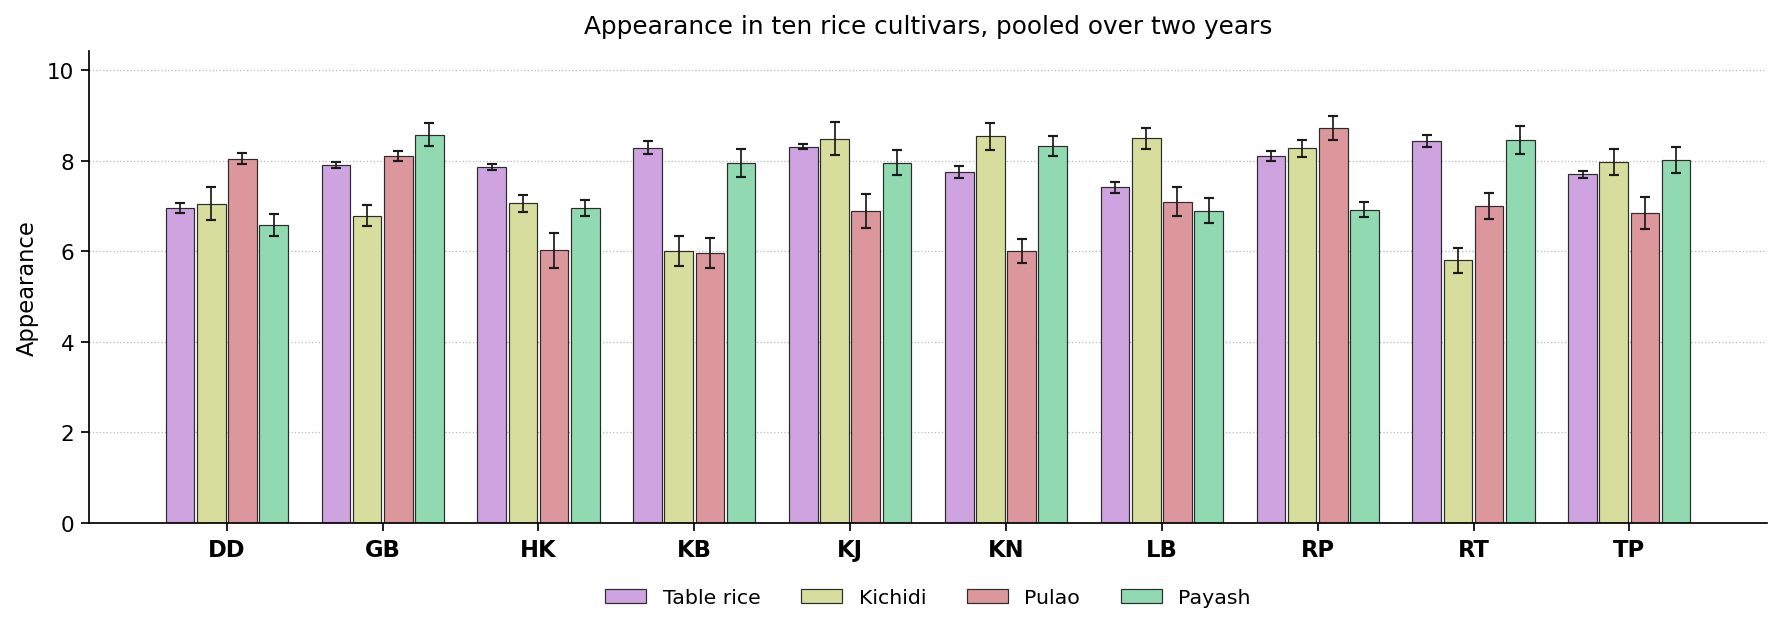 Appearance in ten rice cultivars, pooled over two years
Appearance
10
8
6
4
2
0
DD GB HK KB KJ KN LB RP RT TP
Table rice Kichidi Pulao Payash